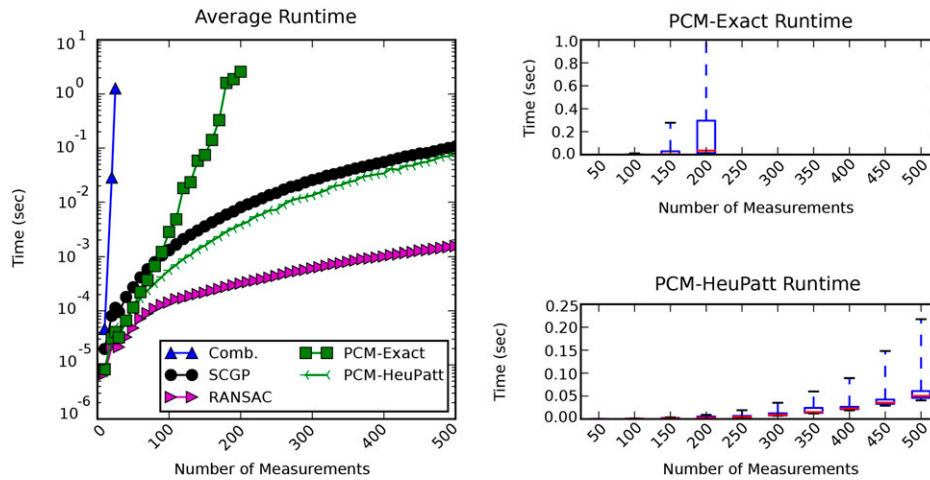 Average Runtime
10^1
10^0
10^-1
10^-2
10^-3
10^-4
10^-5
10^-6
Time (sec)
Comb.
SCGP
RANSAC
PCM-Exact
PCM-HeuPatt
0 100 200 300 400 500
Number of Measurements
PCM-Exact Runtime
1.0
0.8
0.6
0.4
0.2
0.0
Time (sec)
50 100 150 200 250 300 350 400 450 500
Number of Measurements
PCM-HeuPatt Runtime
0.25
0.20
0.15
0.10
0.05
0.00
Time (sec)
50 100 150 200 250 300 350 400 450 500
Number of Measurements